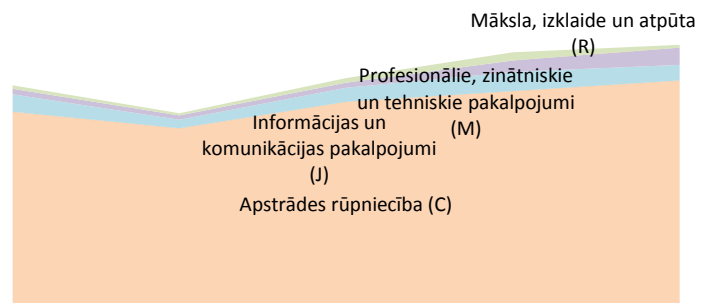 Māksla, izklaide un atpūta
(R)
Profesionālie, zinātniskie
un tehniskie pakalpojumi
(M)
Informācijas un
komunikācijas pakalpojumi
(J)
Apstrādes rūpniecība (C)